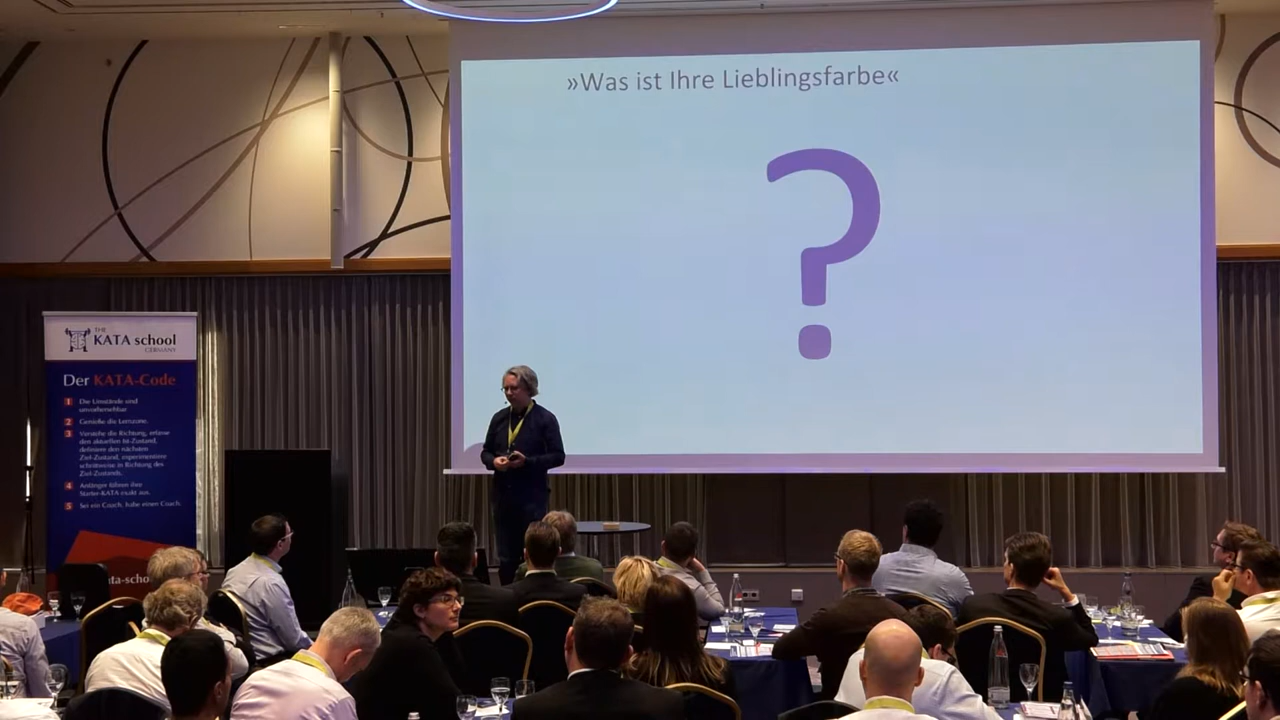 »Was ist Ihre Lieblingsfarbe«
?
THE
KATA school
GERMANY
Der KATA-Code
1 Die Umstände sind
unvorhersehbar
2 Genieße die Lernzone.
3 Verstehe die Richtung, erfasse
den aktuellen Ist-Zustand,
definiere den nächsten
Ziel-Zustand, experimentiere
schrittweise in Richtung des
Ziel-Zustands.
4 Anfänger führen ihre
Starter-KATA exakt aus.
5 Sei ein Coach, habe einen Coach.
ata-scho